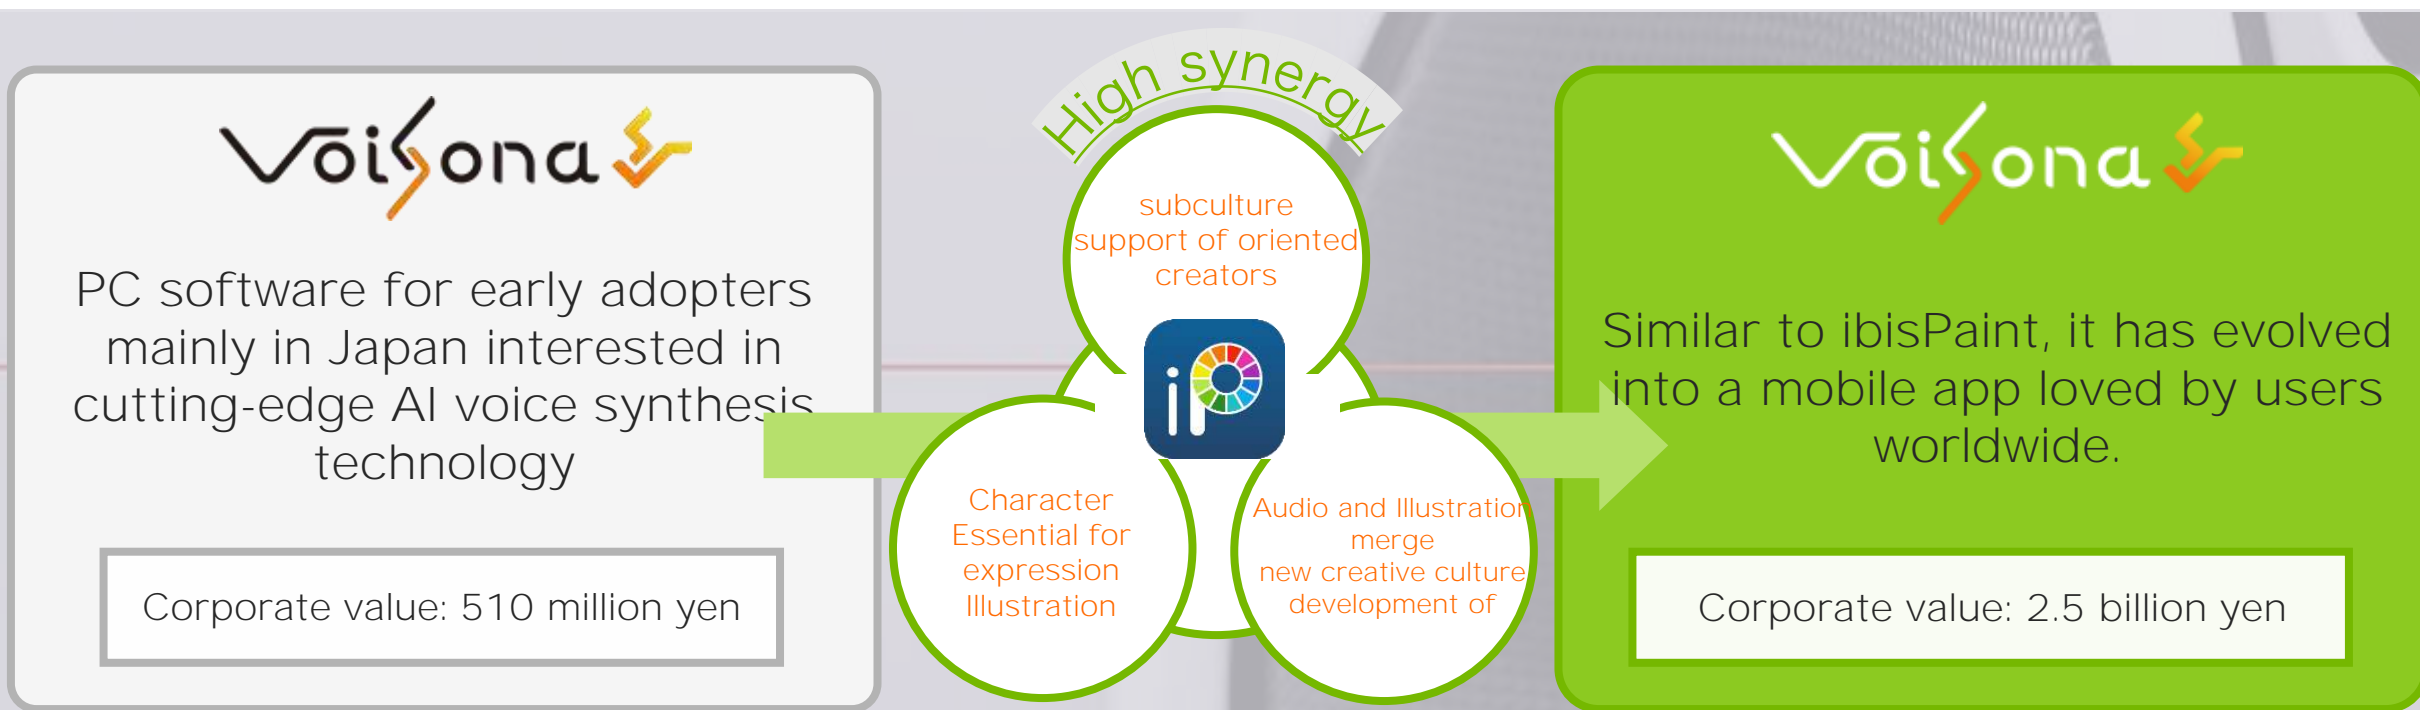 VoiSona
PC software for early adopters
mainly in Japan interested in
cutting-edge AI voice synthesis
technology
Corporate value: 510 million yen
High synergy
subculture
support of oriented
creators
iP
Character
Essential for
expression
Illustration
Audio and Illustration
merge
new creative culture
development of
VoiSona
Similar to ibisPaint, it has evolved
into a mobile app loved by users
worldwide.
Corporate value: 2.5 billion yen